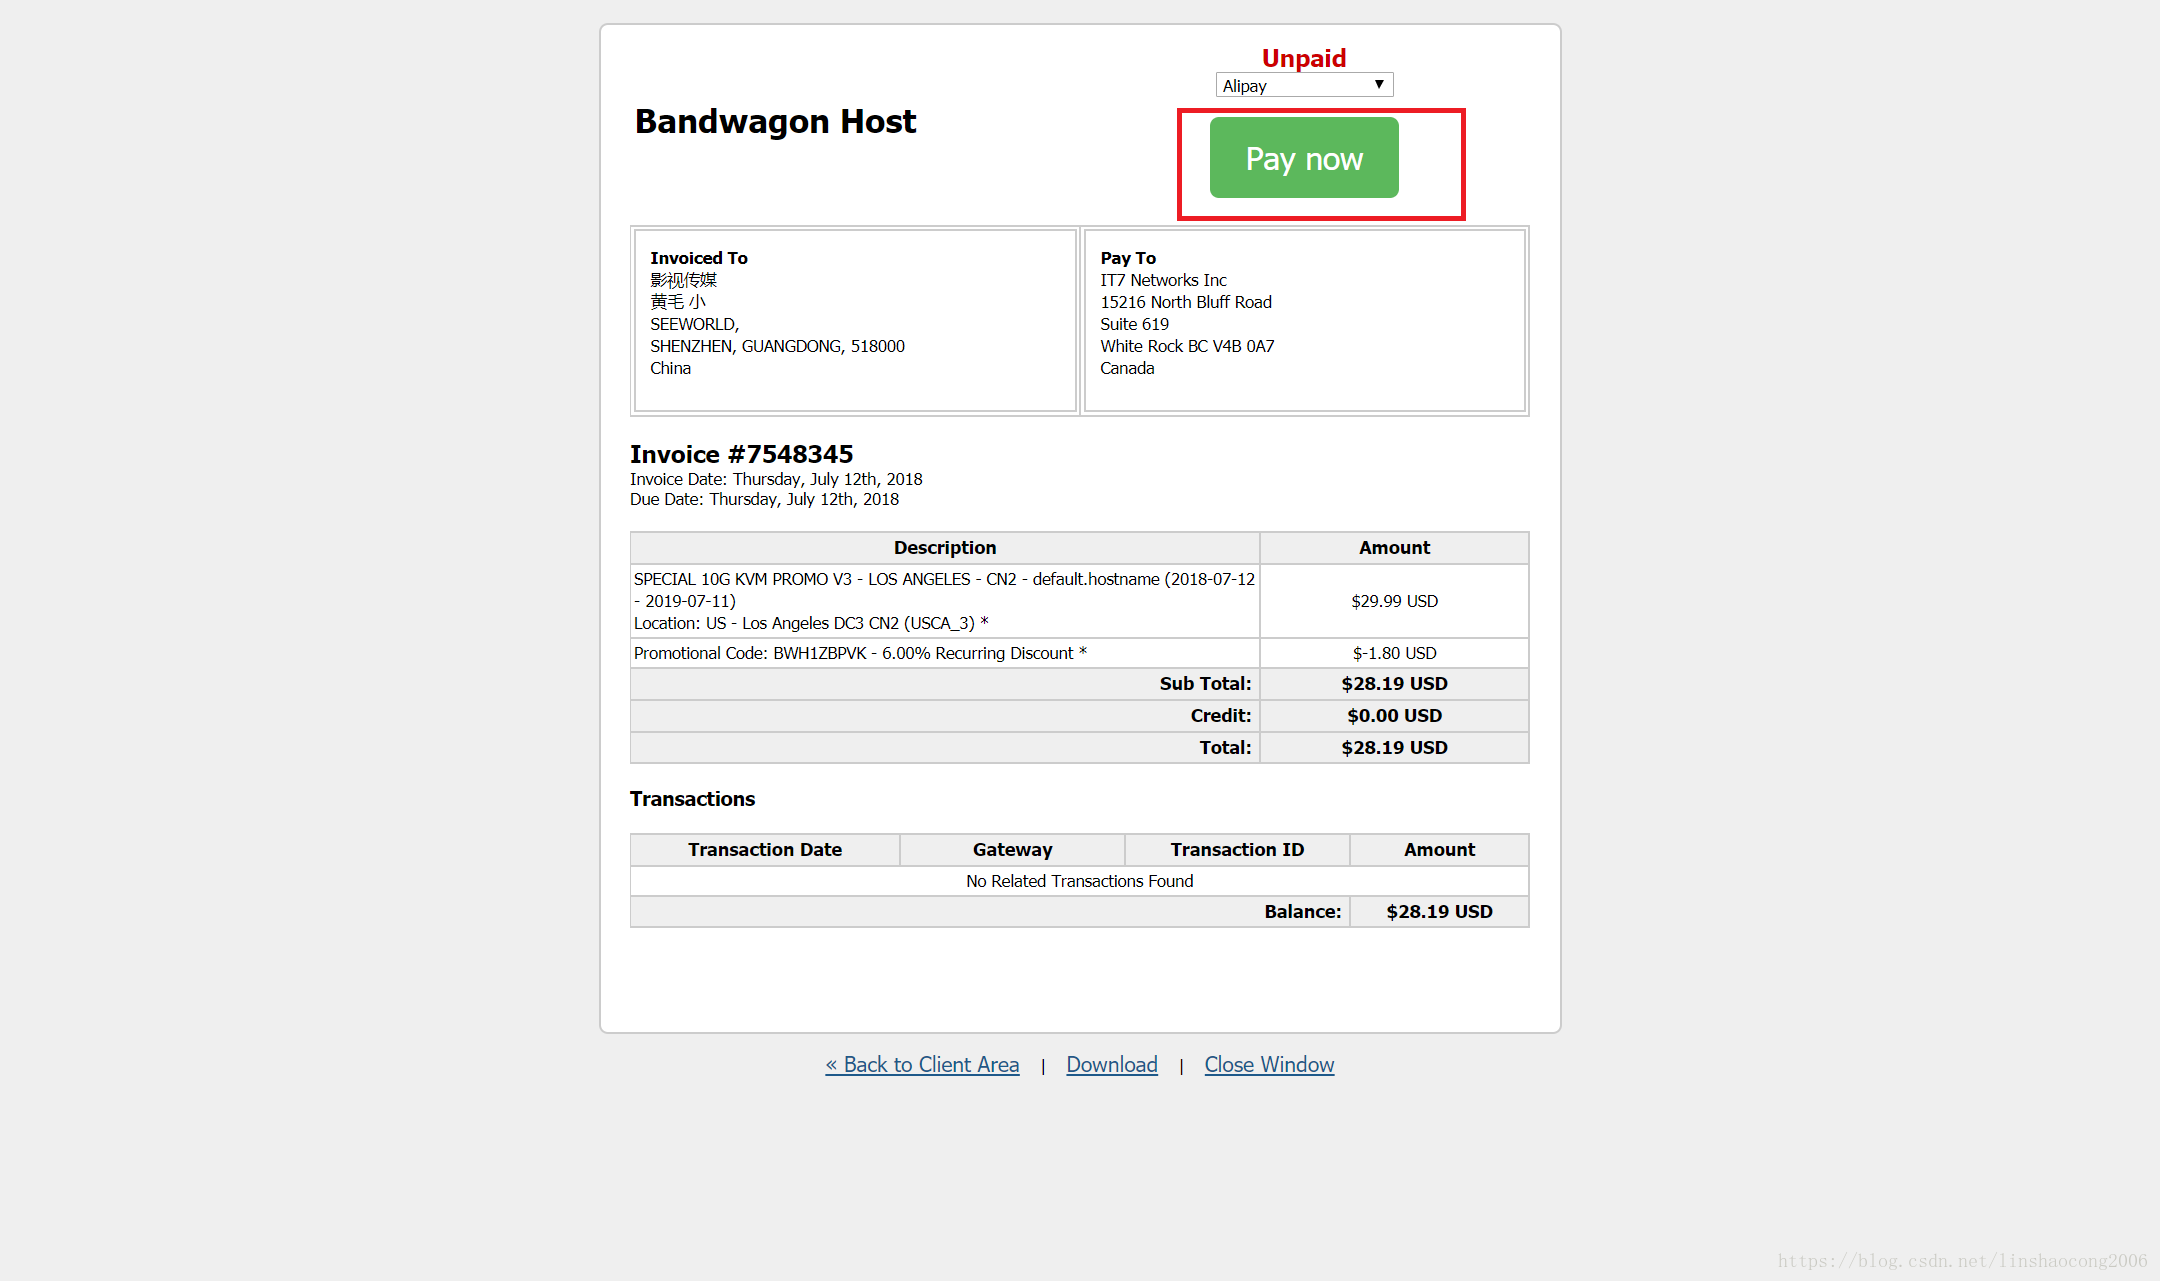 Unpaid
Alipay
Bandwagon Host
Pay now
Invoiced To
影视传媒
黄毛 小
SEEWORLD,
SHENZHEN, GUANGDONG, 518000
China
Pay To
IT7 Networks Inc
15216 North Bluff Road
Suite 619
White Rock BC V4B 0A7
Canada
Invoice #7548345
Invoice Date: Thursday, July 12th, 2018
Due Date: Thursday, July 12th, 2018
Description Amount
SPECIAL 10G KVM PROMO V3 - LOS ANGELES - CN2 - default.hostname (2018-07-12
- 2019-07-11)
Location: US - Los Angeles DC3 CN2 (USCA_3) *
$29.99 USD
Promotional Code: BWH1ZBPVK - 6.00% Recurring Discount * $-1.80 USD
Sub Total: $28.19 USD
Credit: $0.00 USD
Total: $28.19 USD
Transactions
Transaction Date Gateway Transaction ID Amount
No Related Transactions Found
Balance: $28.19 USD
« Back to Client Area | Download | Close Window
https://blog.csdn.net/linshaocong2006